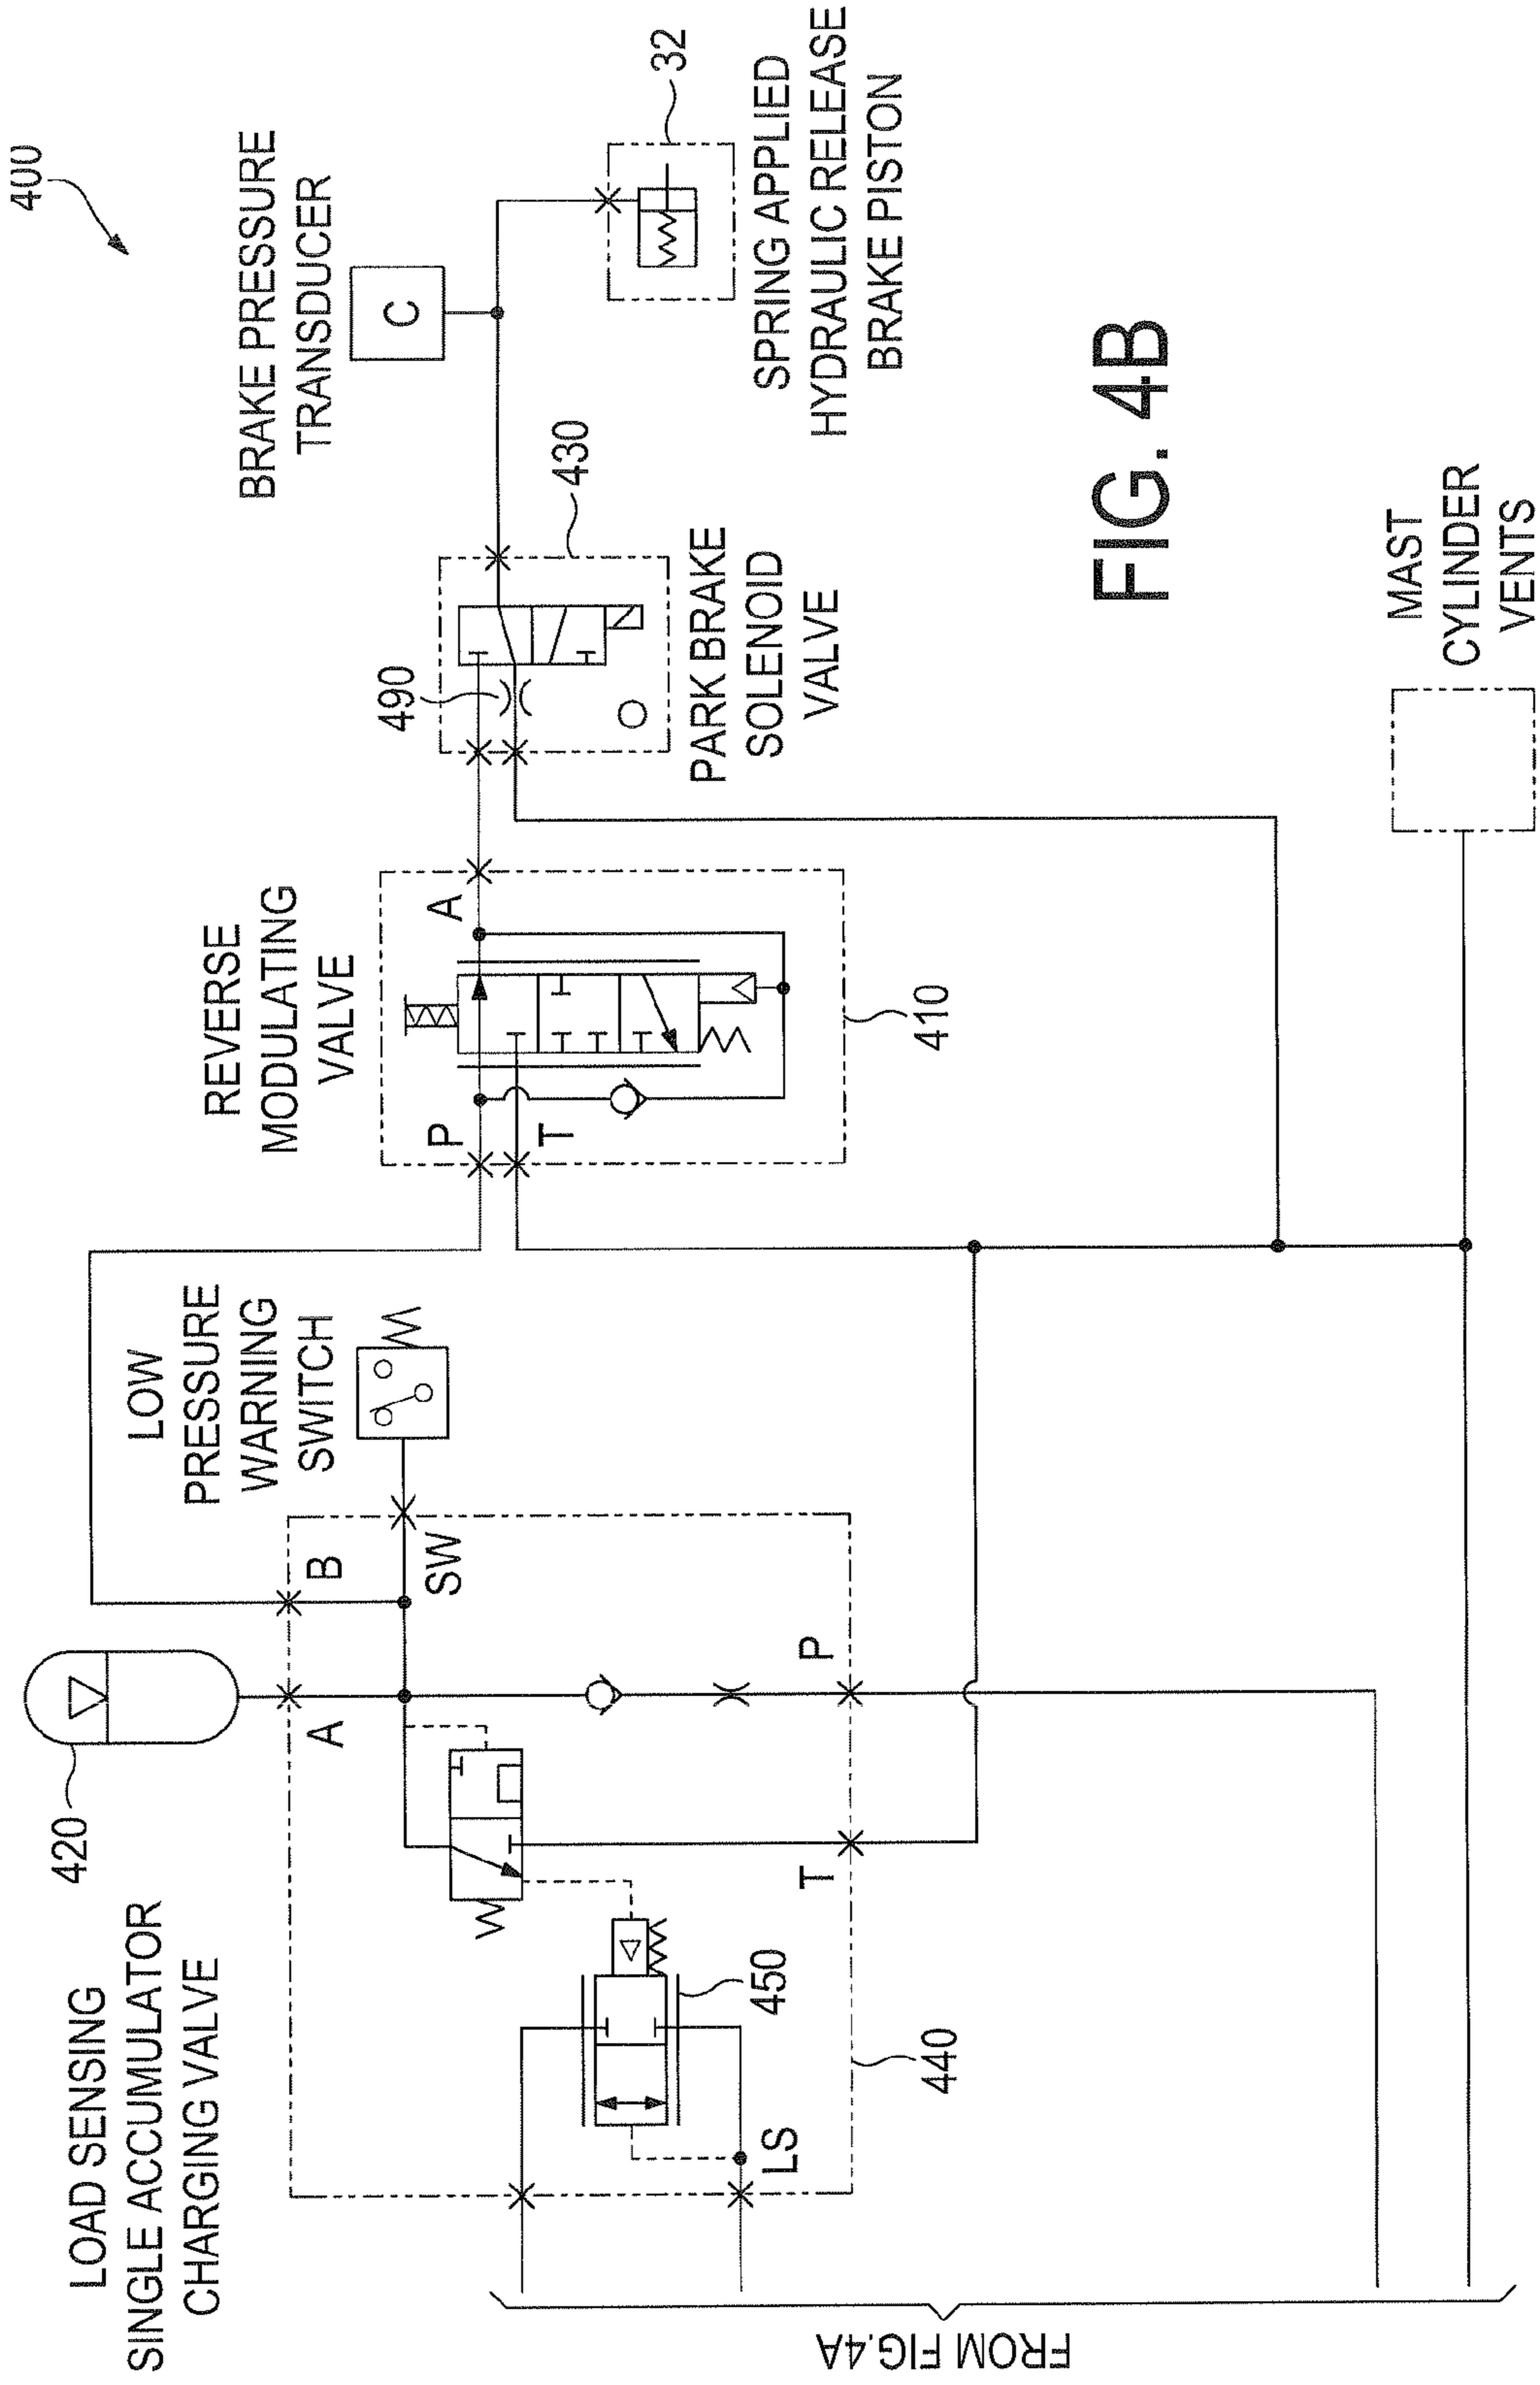 400
BRAKE PRESSURE
TRANSDUCER
C
32
SPRING APPLIED
HYDRAULIC RELEASE
BRAKE PISTON
430
490
PARK BRAKE
SOLENOID
VALVE
REVERSE
MODULATING
VALVE
A
P
T
410
LOW
PRESSURE
WARNING
SWITCH
B
SW
420
A
P
T
LOAD SENSING
SINGLE ACCUMULATOR
CHARGING VALVE
450
440
LS
FROM FIG.4A
MAST
CYLINDER
VENTS
FIG. 4B